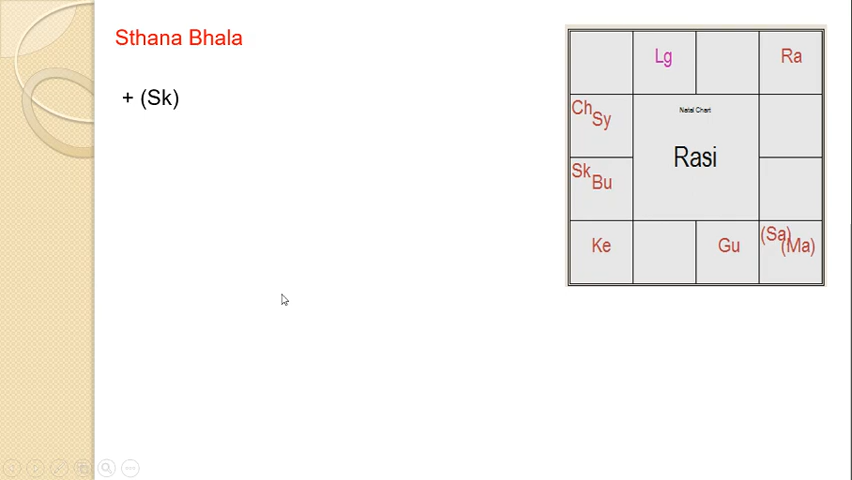 Sthana Bhala
+ (Sk)
Lg
Ra
Ch
Sy
Natal Chart
Rasi
Sk
Bu
Ke
Gu
(Sa)
(Ma)